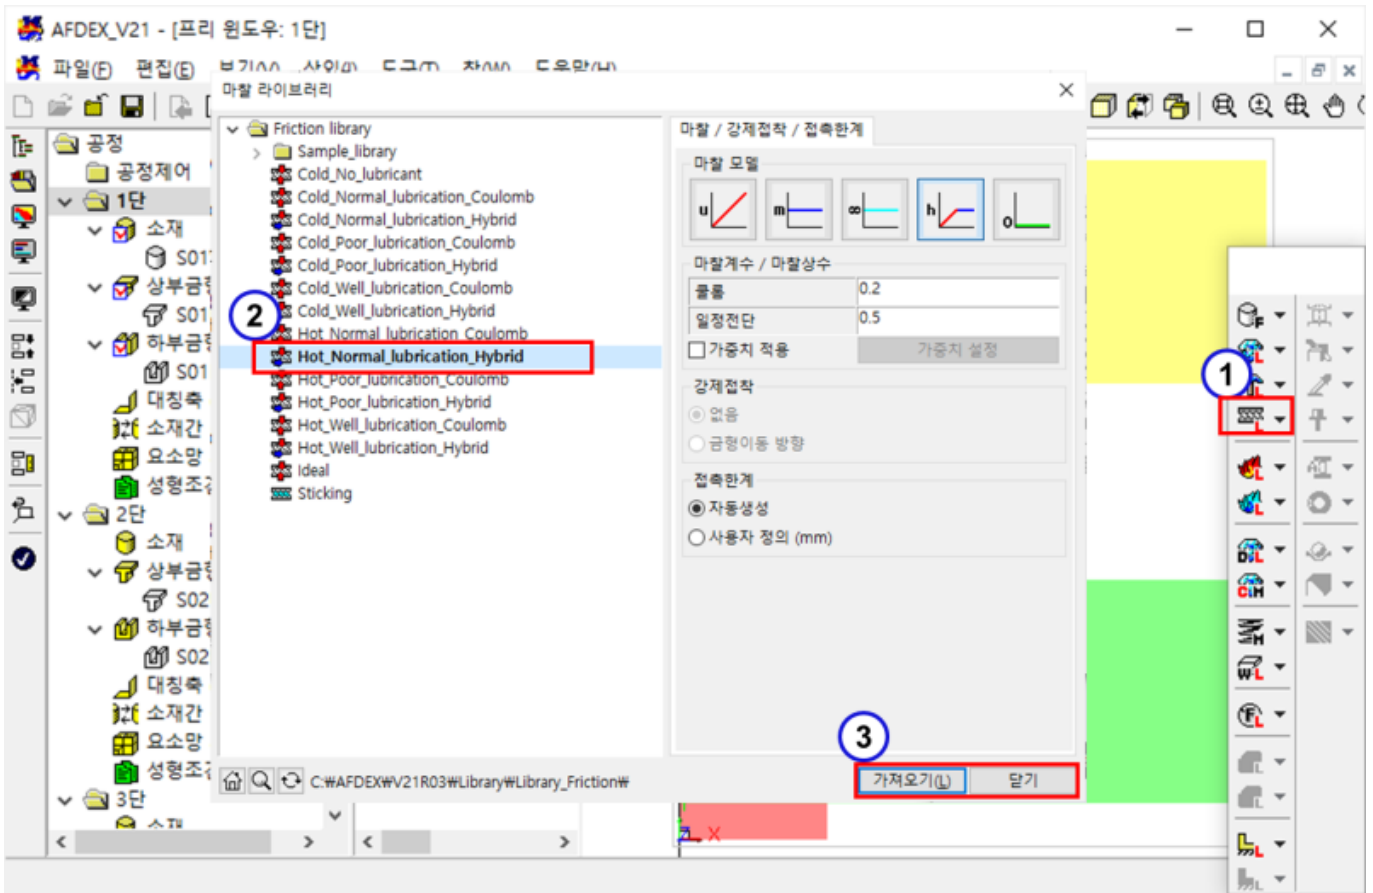 AFDEX_V21 - [프리 윈도우: 1단]
파일(F) 편집(E)
마찰 라이브러리
공정
공정제어
1단
소재
S01
상부금
S01
하부금
S01
대칭축
소재간
요소망
성형조
2단
소재
상부금
S02
하부금
S02
대칭축
소재간
요소망
성형조
3단
Friction library
Sample_library
Cold_No_lubricant
Cold_Normal_lubrication_Coulomb
Cold_Normal_lubrication_Hybrid
Cold_Poor_lubrication_Coulomb
Cold_Poor_lubrication_Hybrid
Cold_Well_lubrication_Coulomb
Cold_Well_lubrication_Hybrid
Hot_Normal_lubrication_Coulomb
Hot_Normal_lubrication_Hybrid
Hot_Poor_lubrication_Coulomb
Hot_Poor_lubrication_Hybrid
Hot_Well_lubrication_Coulomb
Hot_Well_lubrication_Hybrid
Ideal
Sticking
C:₩AFDEX₩V21R03₩Library₩Library_Friction₩
마찰 / 강제접착 / 접촉한계
마찰 모델
u m ∞ h o
마찰계수 / 마찰상수
쿨롬 0.2
일정전단 0.5
가중치 적용 가중치 설정
강제접착
없음
금형이동 방향
접촉한계
자동생성
사용자 정의 (mm)
가져오기(L) 닫기
1
2
3
X